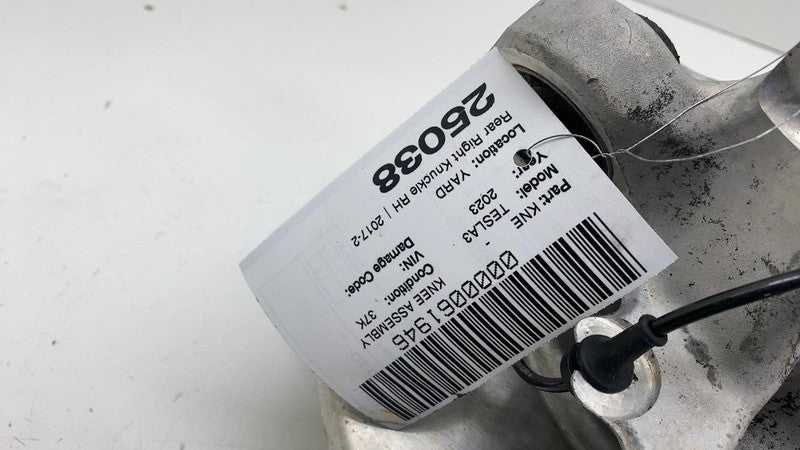 0000061946
Part: KNE - KNEE ASSEMBLY
Model: TESLA3 Condition: 37K
Year: 2023 VIN:
Location: YARD Damage Code:
Rear Right Knuckle RH | 2017-2
25038